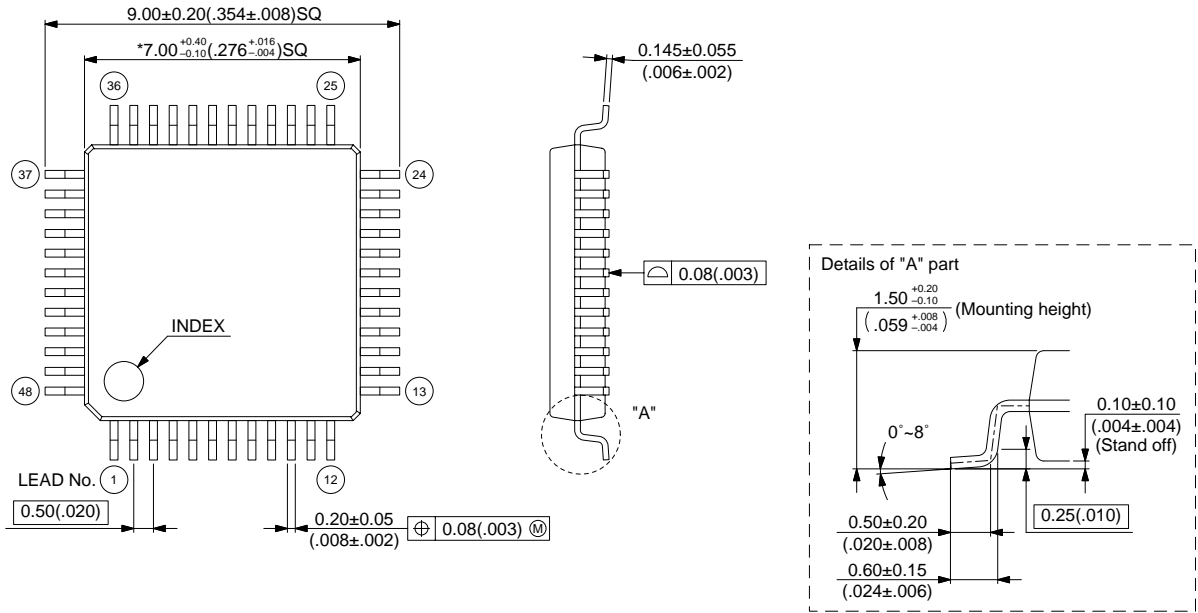 9.00±0.20(.354±.008)SQ
*7.00 +0.40 −0.10 (.276 +.016 −.004 )SQ
36
25
37
24
INDEX
48
13
LEAD No.
1
12
0.50(.020)
0.20±0.05
(.008±.002)
⌖ 0.08(.003) Ⓜ
0.145±0.055
(.006±.002)
⌓ 0.08(.003)
"A"
Details of "A" part
1.50 +0.20 −0.10
(Mounting height)
(.059 +.008 −.004 )
0.10±0.10
(.004±.004)
(Stand off)
0°~8°
0.25(.010)
0.50±0.20
(.020±.008)
0.60±0.15
(.024±.006)